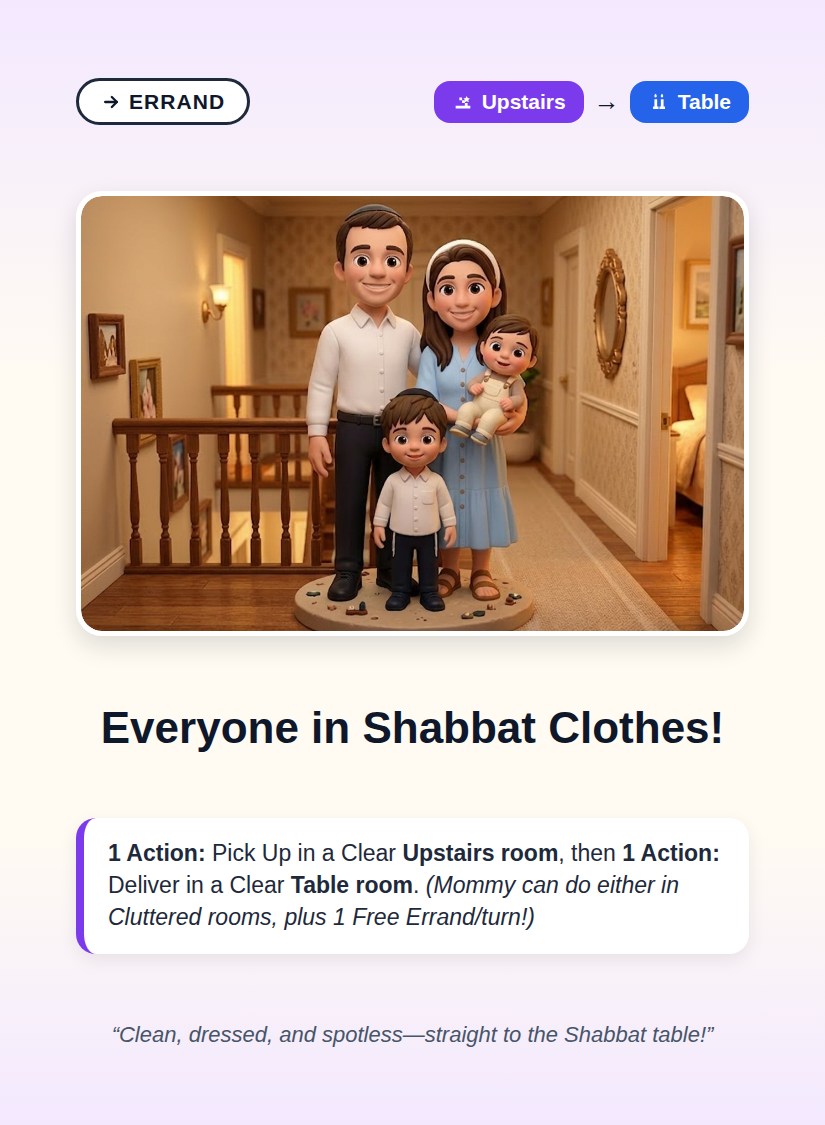 → ERRAND
Upstairs → Table
Everyone in Shabbat Clothes!
1 Action: Pick Up in a Clear Upstairs room, then 1 Action:
Deliver in a Clear Table room. (Mommy can do either in
Cluttered rooms, plus 1 Free Errand/turn!)
“Clean, dressed, and spotless—straight to the Shabbat table!”